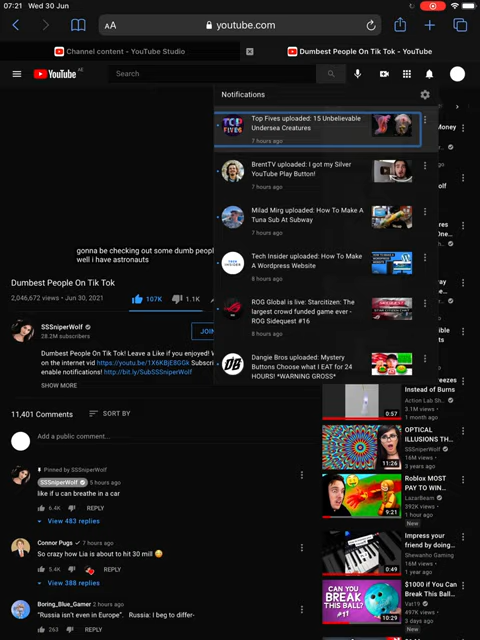 07:21 Wed 30 Jun
AA
youtube.com
Channel content - YouTube Studio
Dumbest People On Tik Tok - YouTube
YouTube
Search
Notifications
TOP FIVES
Top Fives uploaded: 15 Unbelievable
Undersea Creatures
7 hours ago
BrentTV uploaded: I got my Silver
YouTube Play Button!
7 hours ago
Milad Mirg uploaded: How To Make A
Tuna Sub At Subway
7 hours ago
TECH INSIDER
Tech Insider uploaded: How To Make
A Wordpress Website
8 hours ago
ROG Global is live: Starcitizen: The
largest crowd funded game ever -
ROG Sidequest #16
8 hours ago
DB
Dangie Bros uploaded: Mystery
Buttons Choose what I EAT for 24
HOURS! *WARNING GROSS*
Money
gonna be checking out some dumb peopl
well i have astronauts
Dumbest People On Tik Tok
2,046,672 views • Jun 30, 2021
107K
1.1K
SSSniperWolf
28.2M subscribers
JOIN
Dumbest People On Tik Tok! Leave a Like if you enjoyed! W
on the internet vid https://youtu.be/1X6KBjE8GGk Subscri
enable notifications! http://bit.ly/SubSSSniperWolf
SHOW MORE
11,401 Comments
SORT BY
Add a public comment...
Pinned by SSSniperWolf
SSSniperWolf 5 hours ago
like if u can breathe in a car
6.4K
REPLY
View 483 replies
Connor Pugs
7 hours ago
So crazy how Lia is about to hit 30 mill
5.4K
REPLY
View 388 replies
Boring_Blue_Gamer 2 hours ago
"Russia isn't even in Europe". Russia: I beg to differ-
263
REPLY
Instead of Burns
Action Lab Sh...
3.1M views •
1 month ago
0:57
OPTICAL
ILLUSIONS TH...
SSSniperWolf
16M views •
3 years ago
11:26
Roblox MOST
PAY TO WIN...
LazarBeam
392K views •
1 hour ago
New
9:21
Impress your
friend by doing...
Shewanho Gaming
16M views •
3 months ago
0:49
CAN YOU
BREAK
THIS BALL?
#17
10:29
$1000 if You Can
Break This Ball...
Vat19
497K views •
3 days ago
New